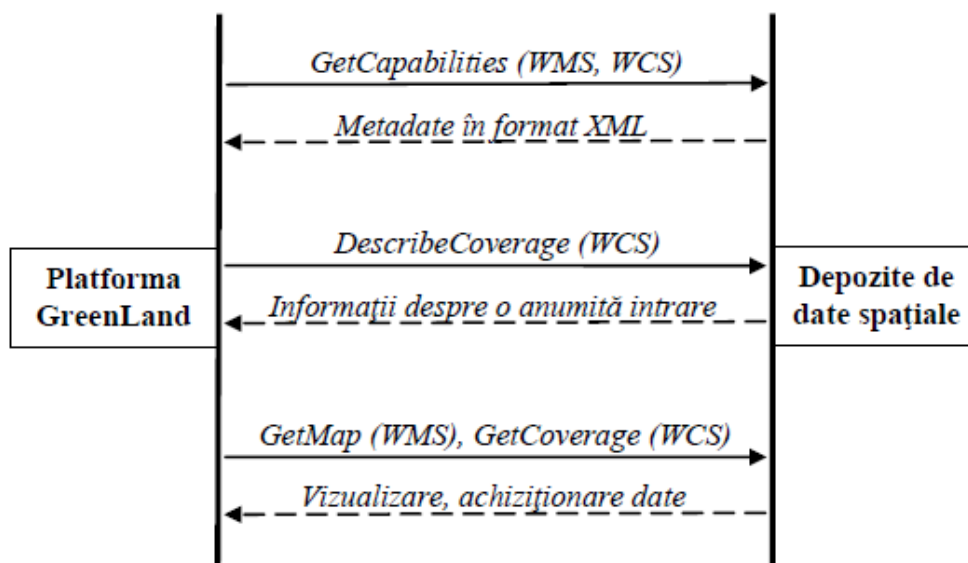 GetCapabilities (WMS, WCS)
Metadate în format XML
DescribeCoverage (WCS)
Platforma
GreenLand
Informații despre o anumită intrare
Depozite de
date spațiale
GetMap (WMS), GetCoverage (WCS)
Vizualizare, achiziționare date